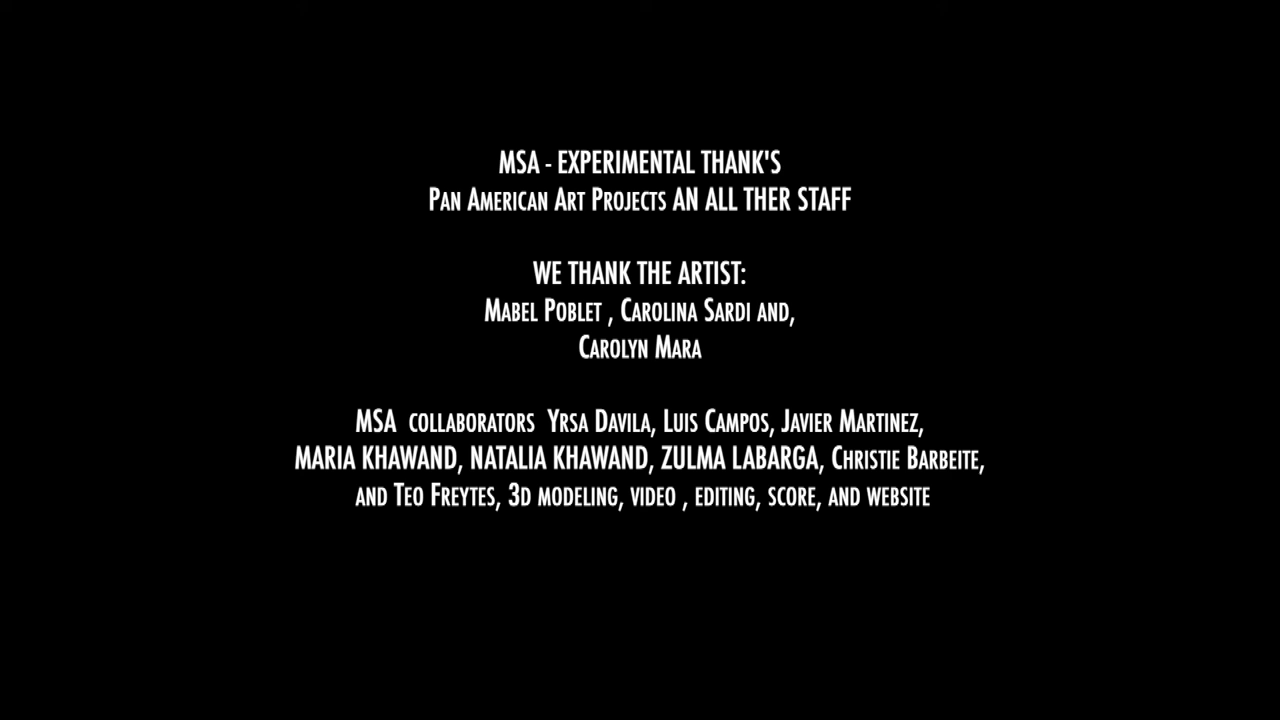 MSA - EXPERIMENTAL THANK'S
Pan American Art Projects AN ALL THER STAFF
WE THANK THE ARTIST:
Mabel Poblet , Carolina Sardi and,
Carolyn Mara
MSA collaborators Yrsa Davila, Luis Campos, Javier Martinez,
MARIA KHAWAND, NATALIA KHAWAND, ZULMA LABARGA, Christie Barbeite,
and Teo Freytes, 3d modeling, video , editing, score, and website